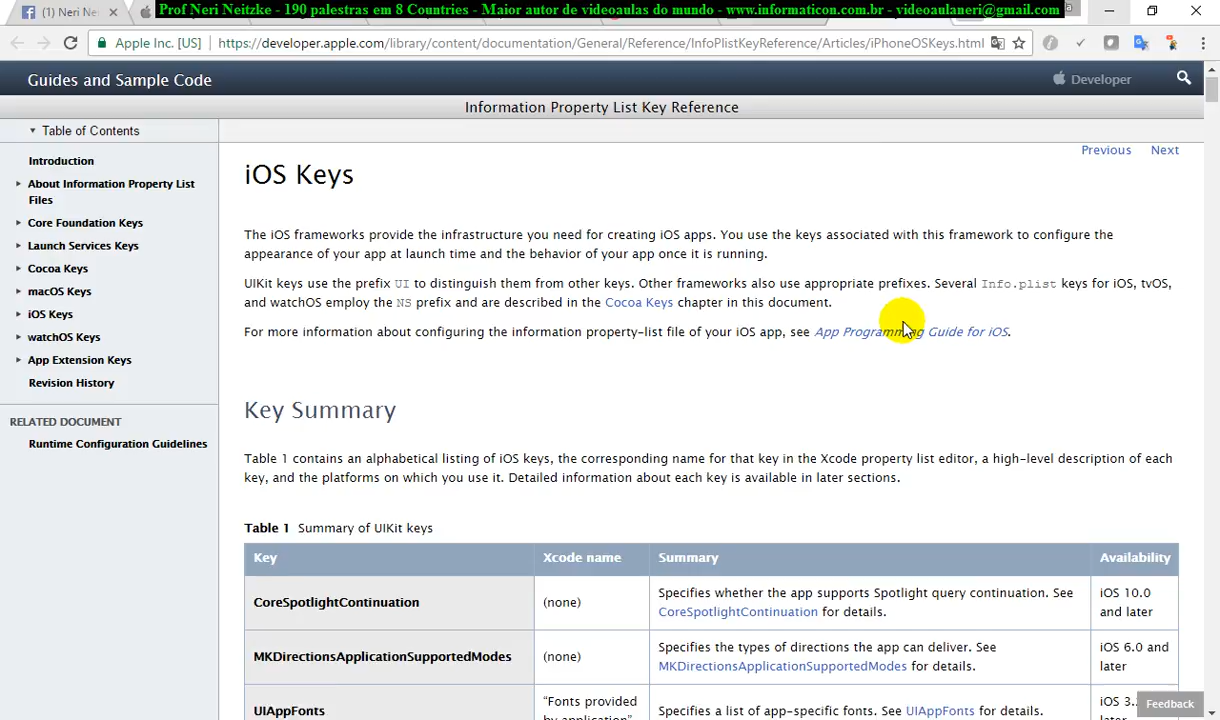 (1) Neri Ne
Prof Neri Neitzke - 190 palestras em 8 Countries - Maior autor de videoaulas do mundo - www.informaticon.com.br - videoaulaneri@gmail.com
Apple Inc. [US] https://developer.apple.com/library/content/documentation/General/Reference/InfoPlistKeyReference/Articles/iPhoneOSKeys.html
Guides and Sample Code
Developer
Information Property List Key Reference
Table of Contents
Introduction
About Information Property List
Files
Core Foundation Keys
Launch Services Keys
Cocoa Keys
macOS Keys
iOS Keys
watchOS Keys
App Extension Keys
Revision History
RELATED DOCUMENT
Runtime Configuration Guidelines
Previous Next
iOS Keys
The iOS frameworks provide the infrastructure you need for creating iOS apps. You use the keys associated with this framework to configure the
appearance of your app at launch time and the behavior of your app once it is running.
UIKit keys use the prefix UI to distinguish them from other keys. Other frameworks also use appropriate prefixes. Several Info.plist keys for iOS, tvOS,
and watchOS employ the NS prefix and are described in the Cocoa Keys chapter in this document.
For more information about configuring the information property-list file of your iOS app, see App Programming Guide for iOS.
Key Summary
Table 1 contains an alphabetical listing of iOS keys, the corresponding name for that key in the Xcode property list editor, a high-level description of each
key, and the platforms on which you use it. Detailed information about each key is available in later sections.
Table 1 Summary of UIKit keys
Key Xcode name Summary Availability
CoreSpotlightContinuation (none) Specifies whether the app supports Spotlight query continuation. See
CoreSpotlightContinuation for details.
iOS 10.0
and later
MKDirectionsApplicationSupportedModes (none) Specifies the types of directions the app can deliver. See
MKDirectionsApplicationSupportedModes for details.
iOS 6.0 and
later
UIAppFonts "Fonts provided
by application"
Specifies a list of app-specific fonts. See UIAppFonts for details.
iOS 3.
Feedback